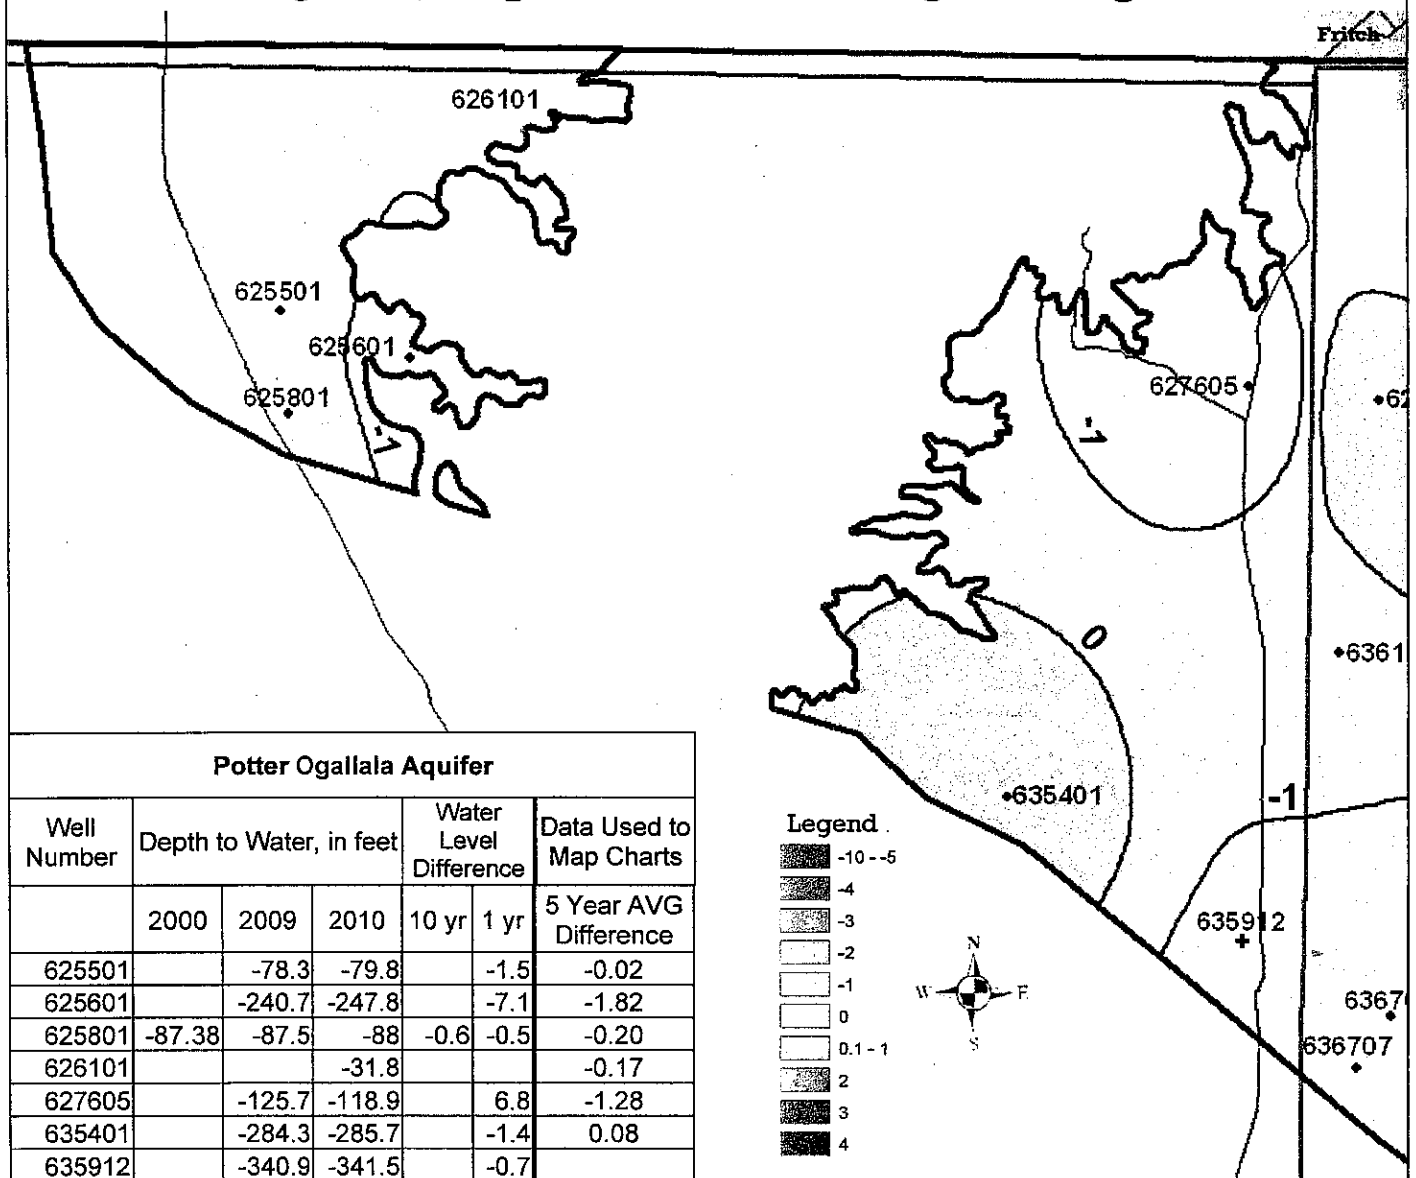 Fritch
626101
625501
625601
625801
-1
627605
-1
62
6361
0
635401
-1
635912
6367
636707
Potter Ogallala Aquifer
Well Number | Depth to Water, in feet | Water Level Difference | Data Used to Map Charts
2000 | 2009 | 2010 | 10 yr | 1 yr | 5 Year AVG Difference
625501 | | -78.3 | -79.8 | | -1.5 | -0.02
625601 | | -240.7 | -247.8 | | -7.1 | -1.82
625801 | -87.38 | -87.5 | -88 | -0.6 | -0.5 | -0.20
626101 | | | -31.8 | | | -0.17
627605 | | -125.7 | -118.9 | | 6.8 | -1.28
635401 | | -284.3 | -285.7 | | -1.4 | 0.08
635912 | | -340.9 | -341.5 | | -0.7 |
Legend
-10 - -5
-4
-3
-2
-1
0
0.1 - 1
2
3
4
N
W E
S